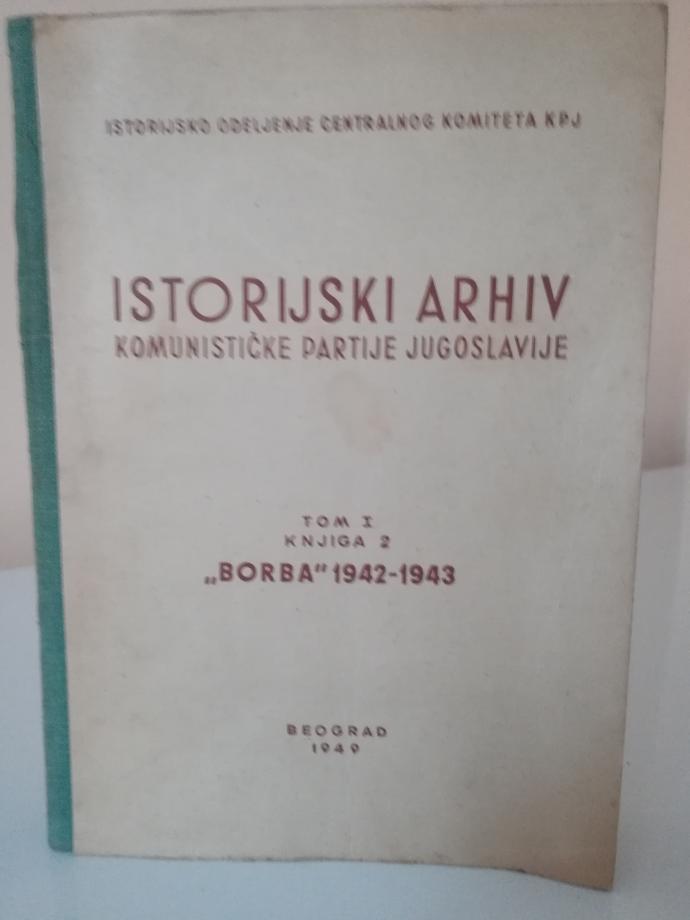 ISTORIJSKO ODELJENJE CENTRALNOG KOMITETA KPJ
ISTORIJSKI ARHIV
KOMUNISTIČKE PARTIJE JUGOSLAVIJE
TOM I
KNJIGA 2
„BORBA“ 1942-1943
BEOGRAD
1949